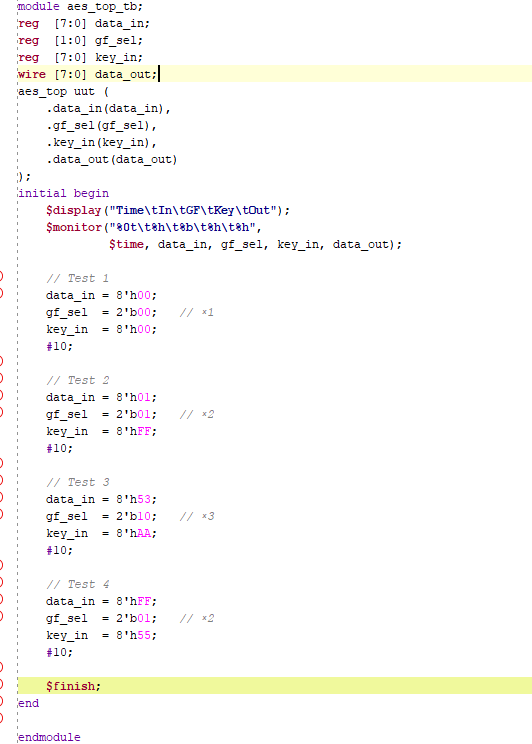 module aes_top_tb;
reg  [7:0] data_in;
reg  [1:0] gf_sel;
reg  [7:0] key_in;
wire [7:0] data_out;
aes_top uut (
    .data_in(data_in),
    .gf_sel(gf_sel),
    .key_in(key_in),
    .data_out(data_out)
);
initial begin
    $display("Time\tIn\tGF\tKey\tOut");
    $monitor("%0t\t%h\t%b\t%h\t%h",
             $time, data_in, gf_sel, key_in, data_out);
    // Test 1
    data_in = 8'h00;
    gf_sel  = 2'b00;   // ×1
    key_in  = 8'h00;
    #10;
    // Test 2
    data_in = 8'h01;
    gf_sel  = 2'b01;   // ×2
    key_in  = 8'hFF;
    #10;
    // Test 3
    data_in = 8'h53;
    gf_sel  = 2'b10;   // ×3
    key_in  = 8'hAA;
    #10;
    // Test 4
    data_in = 8'hFF;
    gf_sel  = 2'b01;   // ×2
    key_in  = 8'h55;
    #10;
    $finish;
end
endmodule